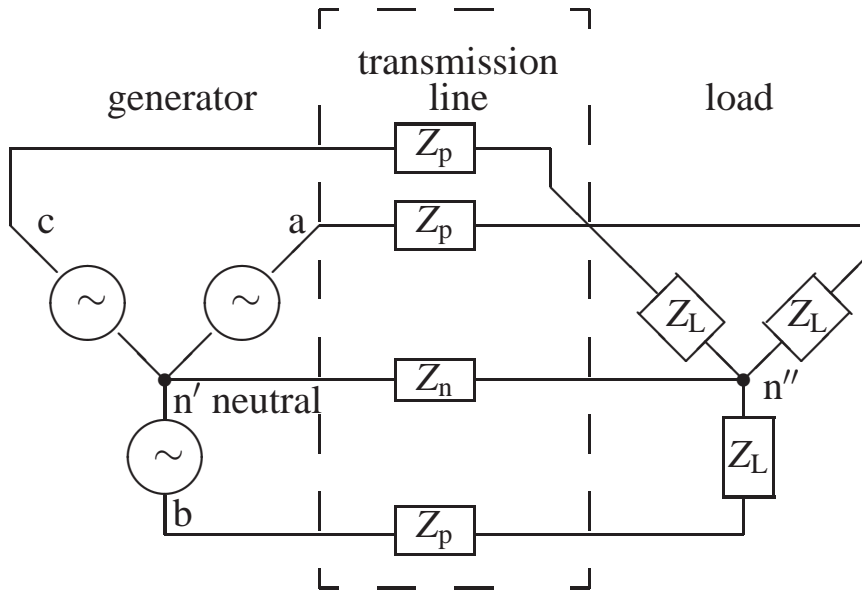 transmission
generator line load
Z_p
c a Z_p
~ ~ Z_L Z_L
n′ neutral Z_n n″
~ Z_L
b Z_p